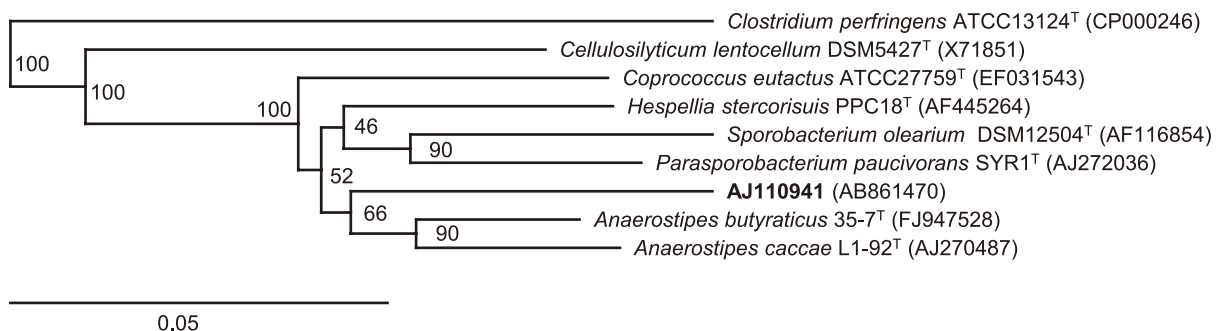 Clostridium perfringens ATCC13124ᵀ (CP000246)
100
Cellulosilyticum lentocellum DSM5427ᵀ (X71851)
100
Coprococcus eutactus ATCC27759ᵀ (EF031543)
100
Hespellia stercorisuis PPC18ᵀ (AF445264)
46
Sporobacterium olearium DSM12504ᵀ (AF116854)
90
Parasporobacterium paucivorans SYR1ᵀ (AJ272036)
52
AJ110941 (AB861470)
66
Anaerostipes butyraticus 35-7ᵀ (FJ947528)
90
Anaerostipes caccae L1-92ᵀ (AJ270487)
0.05